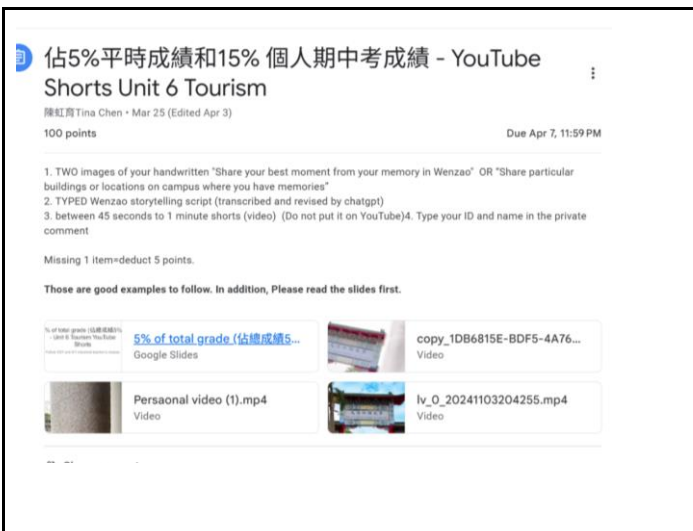 佔5%平時成績和15% 個人期中考成績 - YouTube
Shorts Unit 6 Tourism
陳虹育Tina Chen • Mar 25 (Edited Apr 3)
100 points
Due Apr 7, 11:59 PM
1. TWO images of your handwritten "Share your best moment from your memory in Wenzao" OR "Share particular
buildings or locations on campus where you have memories"
2. TYPED Wenzao storytelling script (transcribed and revised by chatgpt)
3. between 45 seconds to 1 minute shorts (video) (Do not put it on YouTube)4. Type your ID and name in the private
comment
Missing 1 item=deduct 5 points.
Those are good examples to follow. In addition, Please read the slides first.
5% of total grade (佔總成績5...
Google Slides
copy_1DB6815E-BDF5-4A76...
Video
Persaonal video (1).mp4
Video
lv_0_20241103204255.mp4
Video